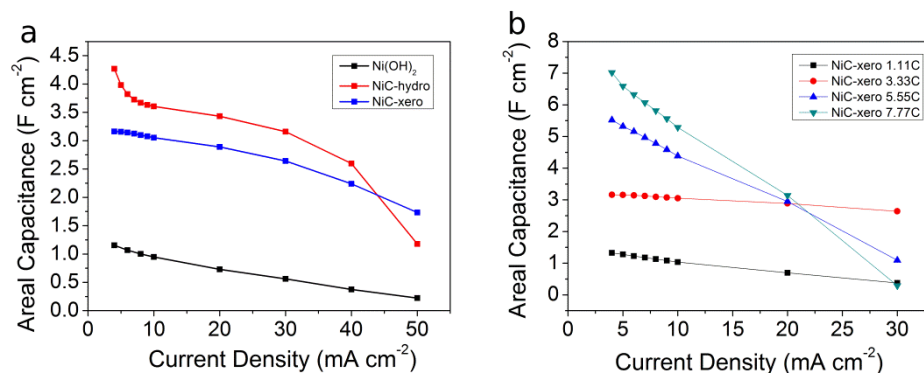 a
Areal Capacitance (F cm⁻²)
4.5
4.0
3.5
3.0
2.5
2.0
1.5
1.0
0.5
0.0
0 10 20 30 40 50
Current Density (mA cm⁻²)
Ni(OH)₂
NiC-hydro
NiC-xero
b
Areal Capacitance (F cm⁻²)
8
7
6
5
4
3
2
1
0
0 5 10 15 20 25 30
Current Density (mA cm⁻²)
NiC-xero 1.11C
NiC-xero 3.33C
NiC-xero 5.55C
NiC-xero 7.77C